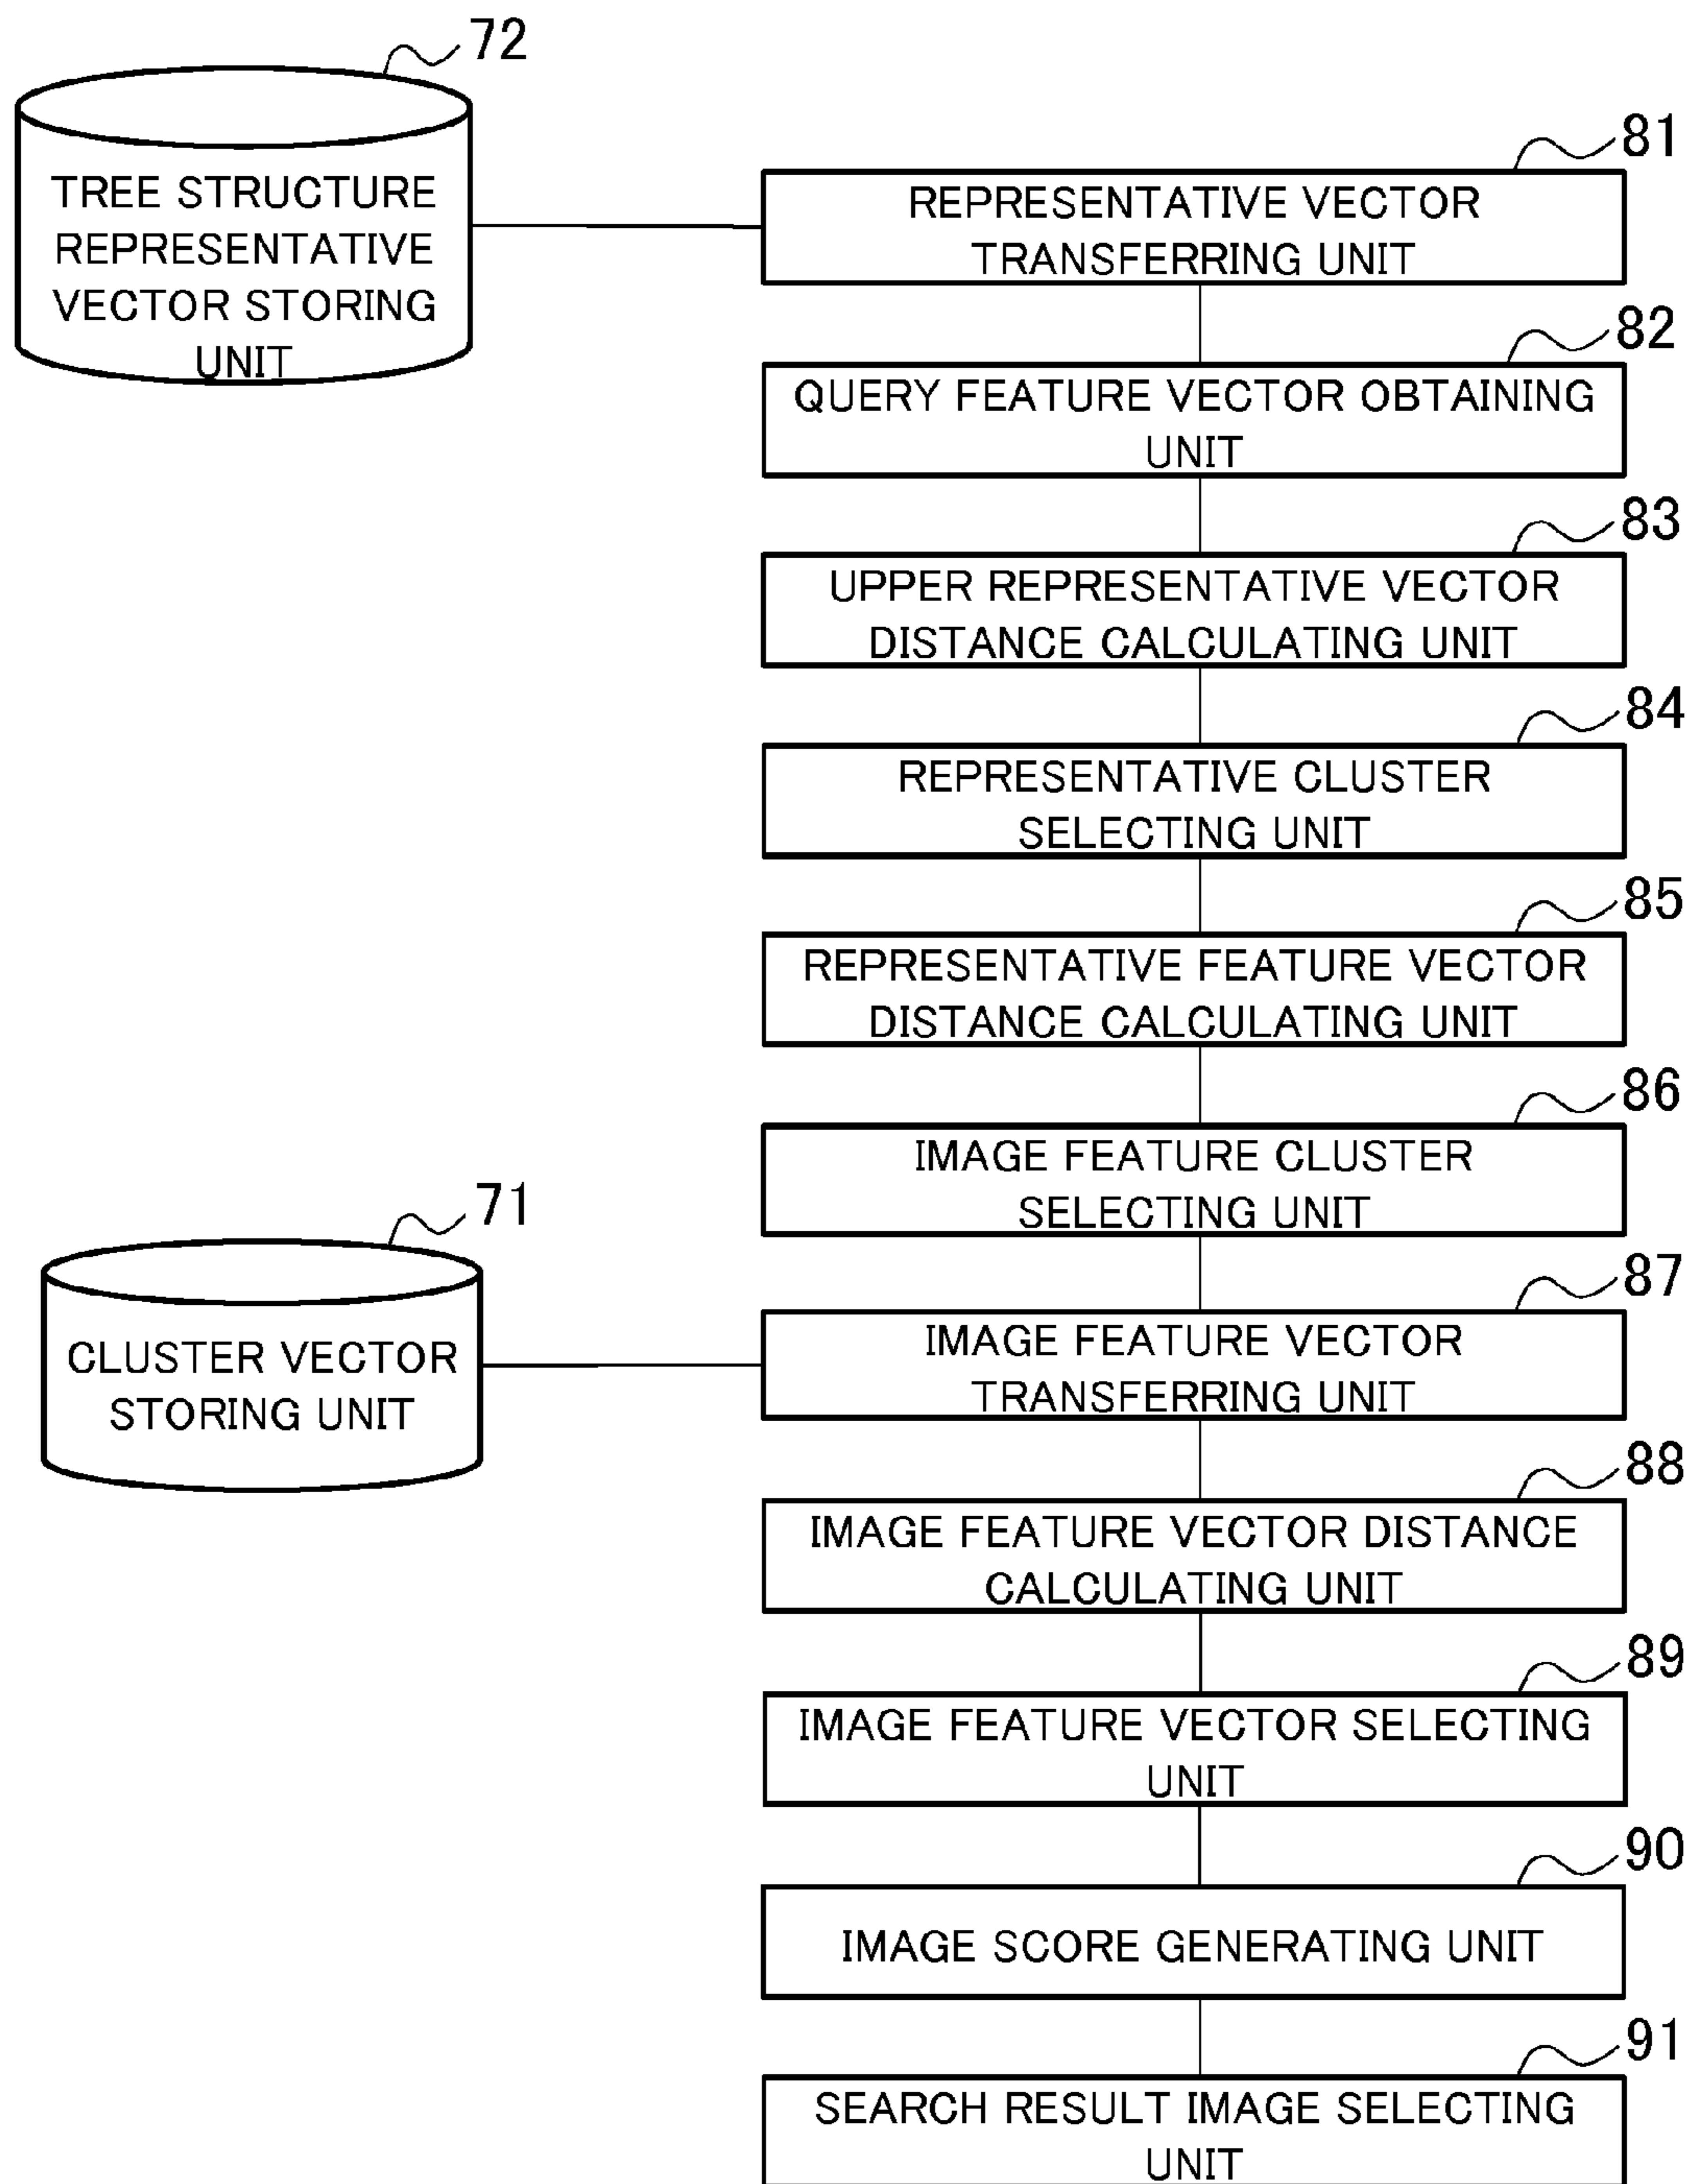 72
TREE STRUCTURE
REPRESENTATIVE
VECTOR STORING
UNIT
81
REPRESENTATIVE VECTOR
TRANSFERRING UNIT
82
QUERY FEATURE VECTOR OBTAINING
UNIT
83
UPPER REPRESENTATIVE VECTOR
DISTANCE CALCULATING UNIT
84
REPRESENTATIVE CLUSTER
SELECTING UNIT
85
REPRESENTATIVE FEATURE VECTOR
DISTANCE CALCULATING UNIT
86
IMAGE FEATURE CLUSTER
SELECTING UNIT
71
CLUSTER VECTOR
STORING UNIT
87
IMAGE FEATURE VECTOR
TRANSFERRING UNIT
88
IMAGE FEATURE VECTOR DISTANCE
CALCULATING UNIT
89
IMAGE FEATURE VECTOR SELECTING
UNIT
90
IMAGE SCORE GENERATING UNIT
91
SEARCH RESULT IMAGE SELECTING
UNIT